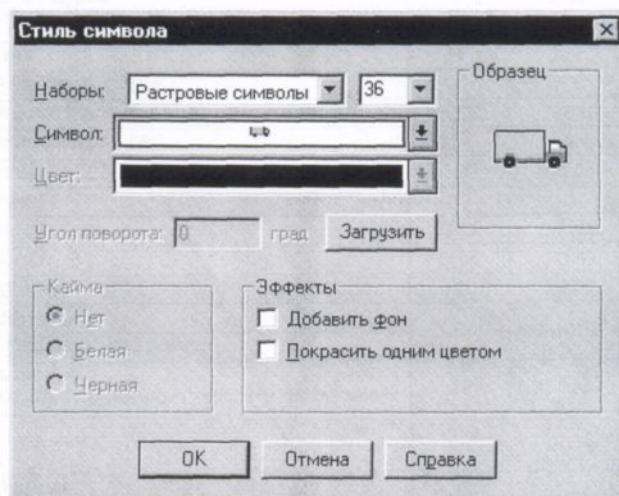 Стиль символа
Наборы: Растровые символы 36
Образец
Символ:
Цвет:
Угол поворота: 0 град Загрузить
Кайма
Нет
Белая
Черная
Эффекты
Добавить фон
Покрасить одним цветом
OK Отмена Справка